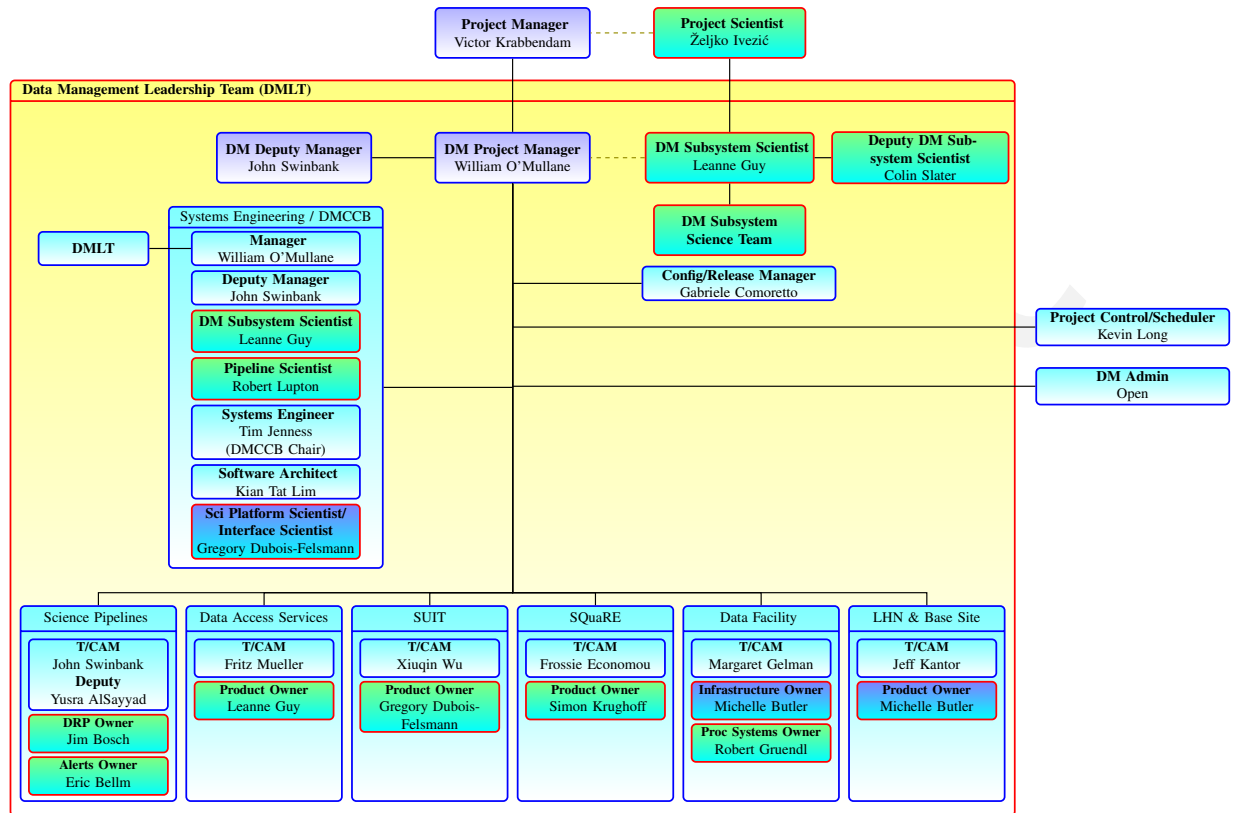 Project Manager
Victor Krabbendam
Project Scientist
Željko Ivezić
Data Management Leadership Team (DMLT)
DM Deputy Manager
John Swinbank
DM Project Manager
William O'Mullane
DM Subsystem Scientist
Leanne Guy
Deputy DM Sub-
system Scientist
Colin Slater
DM Subsystem
Science Team
DMLT
Systems Engineering / DMCCB
Manager
William O'Mullane
Deputy Manager
John Swinbank
DM Subsystem Scientist
Leanne Guy
Pipeline Scientist
Robert Lupton
Systems Engineer
Tim Jenness
(DMCCB Chair)
Software Architect
Kian Tat Lim
Sci Platform Scientist/
Interface Scientist
Gregory Dubois-Felsmann
Config/Release Manager
Gabriele Comoretto
Project Control/Scheduler
Kevin Long
DM Admin
Open
Science Pipelines
T/CAM
John Swinbank
Deputy
Yusra AlSayyad
DRP Owner
Jim Bosch
Alerts Owner
Eric Bellm
Data Access Services
T/CAM
Fritz Mueller
Product Owner
Leanne Guy
SUIT
T/CAM
Xiuqin Wu
Product Owner
Gregory Dubois-
Felsmann
SQuaRE
T/CAM
Frossie Economou
Product Owner
Simon Krughoff
Data Facility
T/CAM
Margaret Gelman
Infrastructure Owner
Michelle Butler
Proc Systems Owner
Robert Gruendl
LHN & Base Site
T/CAM
Jeff Kantor
Product Owner
Michelle Butler